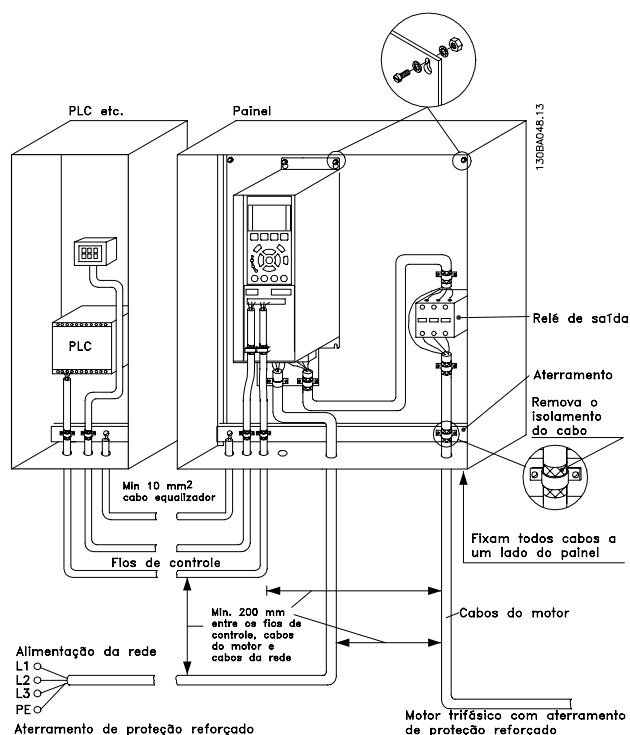 PLC etc.
Painel
130BA048.13
PLC
Relé de saída
Aterramento
Remova o
isolamento
do cabo
Min 10 mm2
cabo equalizador
Fios de controle
Fixam todos cabos a
um lado do painel
Min. 200 mm
entre os fios de
controle, cabos
do motor e
cabos da rede
Cabos do motor
Alimentação da rede
L1
L2
L3
PE
Aterramento de proteção reforçado
Motor trifásico com aterramento
de proteção reforçado